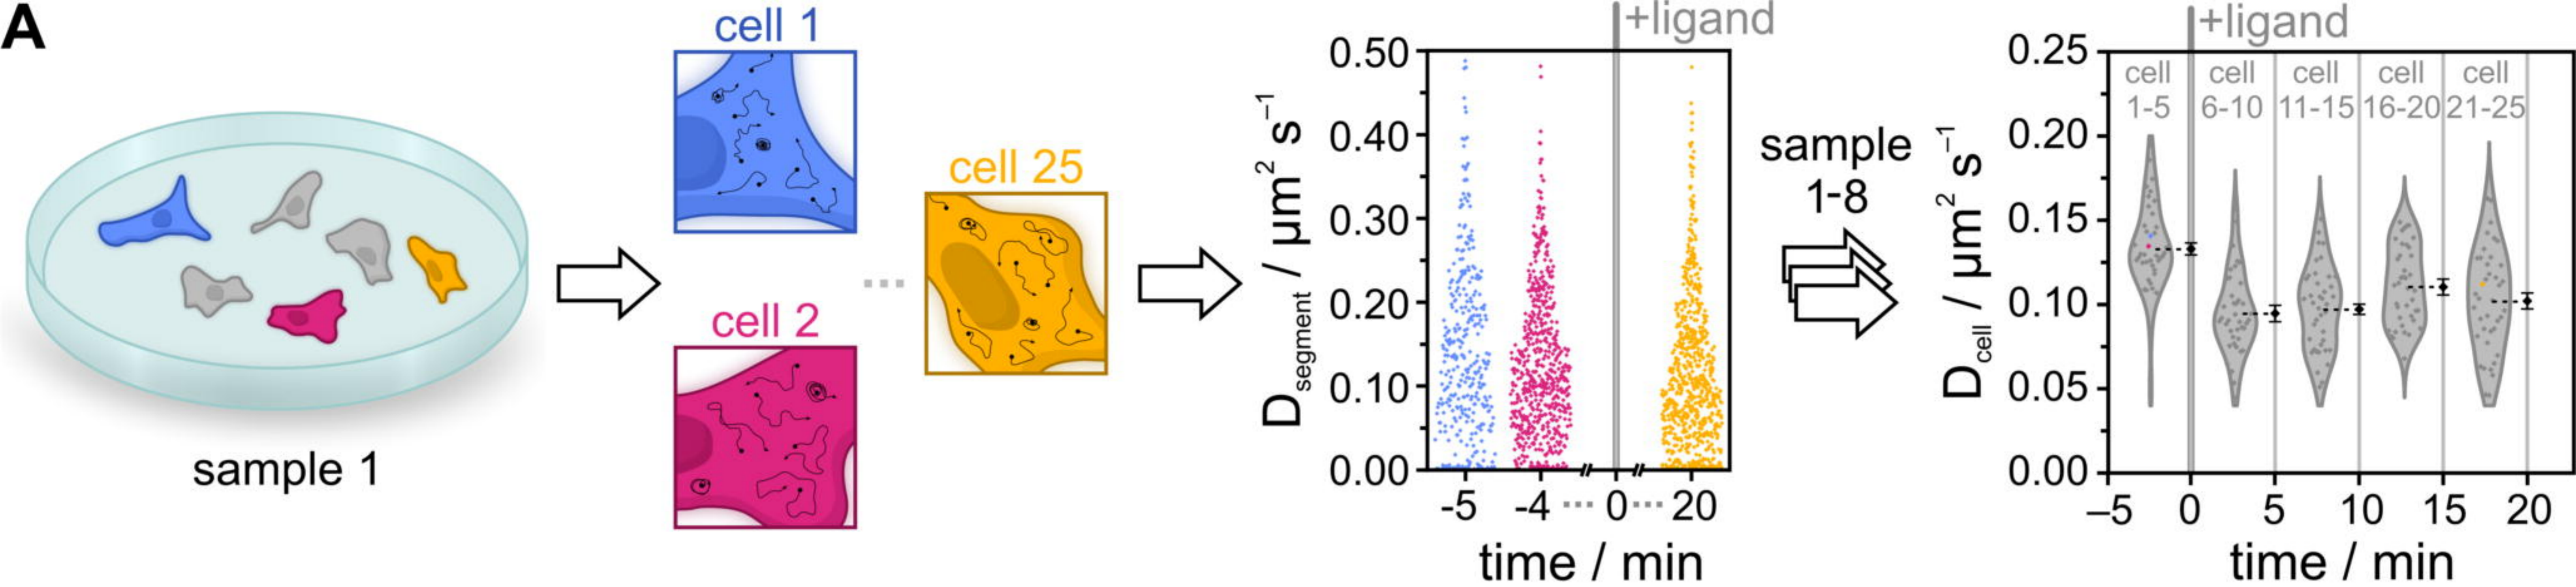 A
sample 1
cell 1
cell 2
cell 25
+ligand
D_segment / µm² s⁻¹
0.50
0.40
0.30
0.20
0.10
0.00
-5 -4 ··· 0 ··· 20
time / min
sample
1-8
+ligand
D_cell / µm² s⁻¹
0.25
0.20
0.15
0.10
0.05
0.00
cell cell cell cell cell
1-5 6-10 11-15 16-20 21-25
–5 0 5 10 15 20
time / min